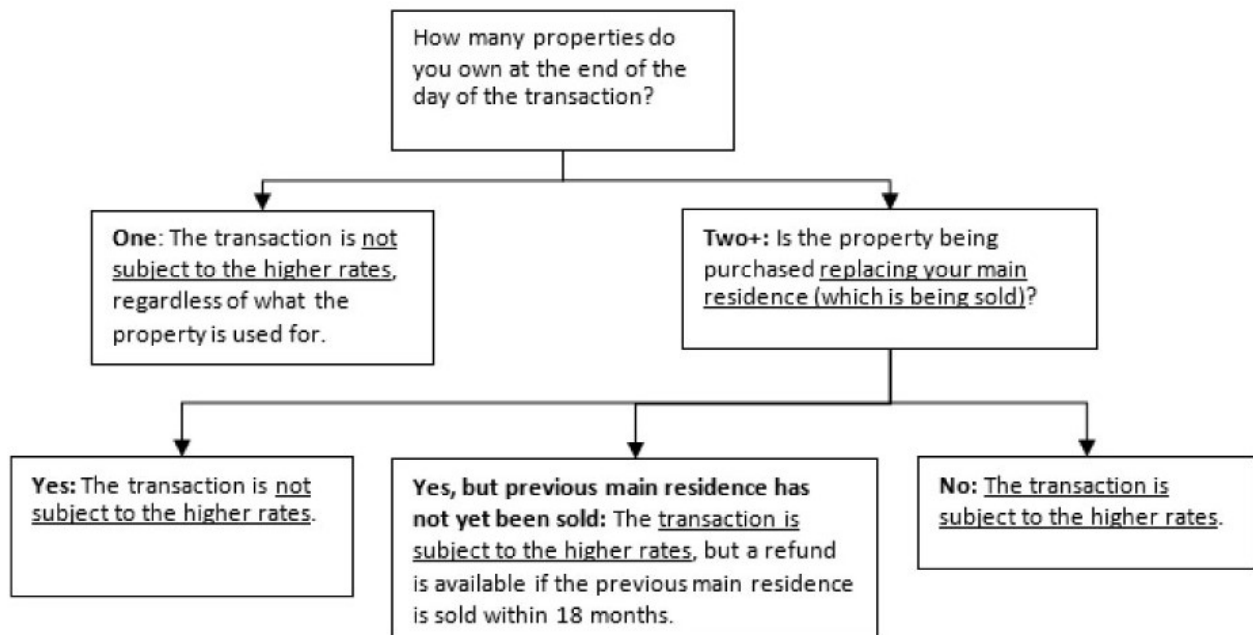 How many properties do
you own at the end of the
day of the transaction?
One: The transaction is not
subject to the higher rates,
regardless of what the
property is used for.
Two+: Is the property being
purchased replacing your main
residence (which is being sold)?
Yes: The transaction is not
subject to the higher rates.
Yes, but previous main residence has
not yet been sold: The transaction is
subject to the higher rates, but a refund
is available if the previous main residence
is sold within 18 months.
No: The transaction is
subject to the higher rates.